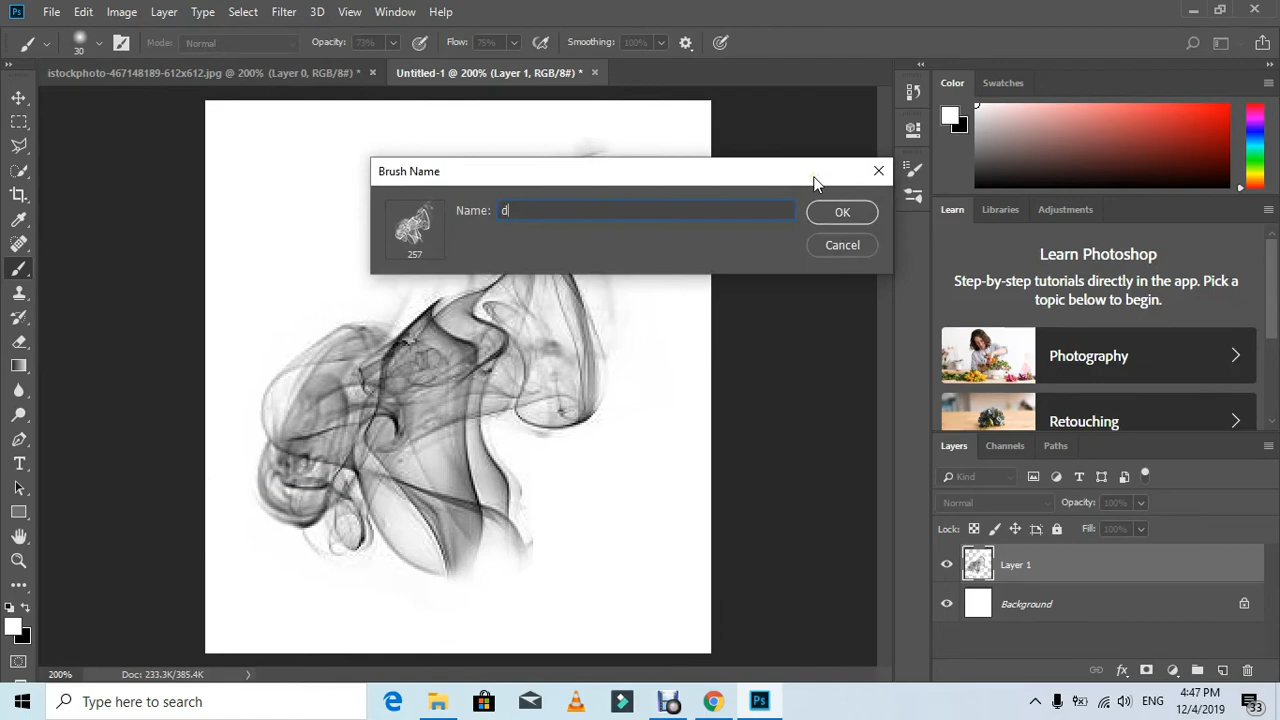 Ps File Edit Image Layer Type Select Filter 3D View Window Help
30 Mode: Normal Opacity: 73% Flow: 75% Smoothing: 100%
istockphoto-467148189-612x612.jpg @ 200% (Layer 0, RGB/8#) * Untitled-1 @ 200% (Layer 1, RGB/8#) *
Color Swatches
Brush Name
Name: d
OK
257
Cancel
Learn Libraries Adjustments
Learn Photoshop
Step-by-step tutorials directly in the app. Pick a
topic below to begin.
Photography
Retouching
Layers Channels Paths
Kind
Normal Opacity: 100%
Lock: Fill: 100%
Layer 1
Background
200% Doc: 233.3K/385.4K
Type here to search
Ps
ENG
4:47 PM
12/4/2019
33